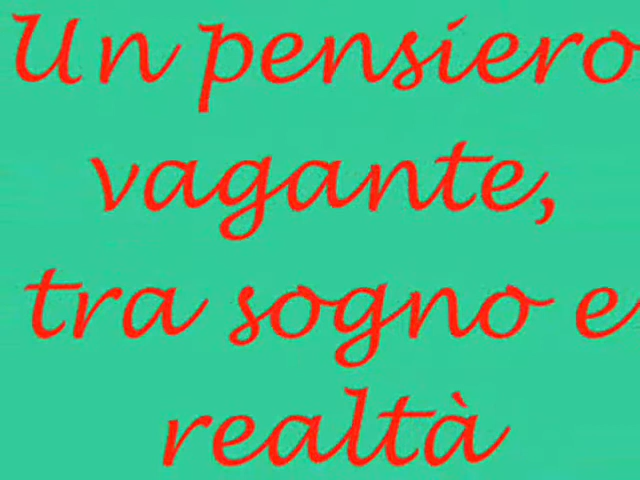 Un pensiero
vagante,
tra sogno e
realtà